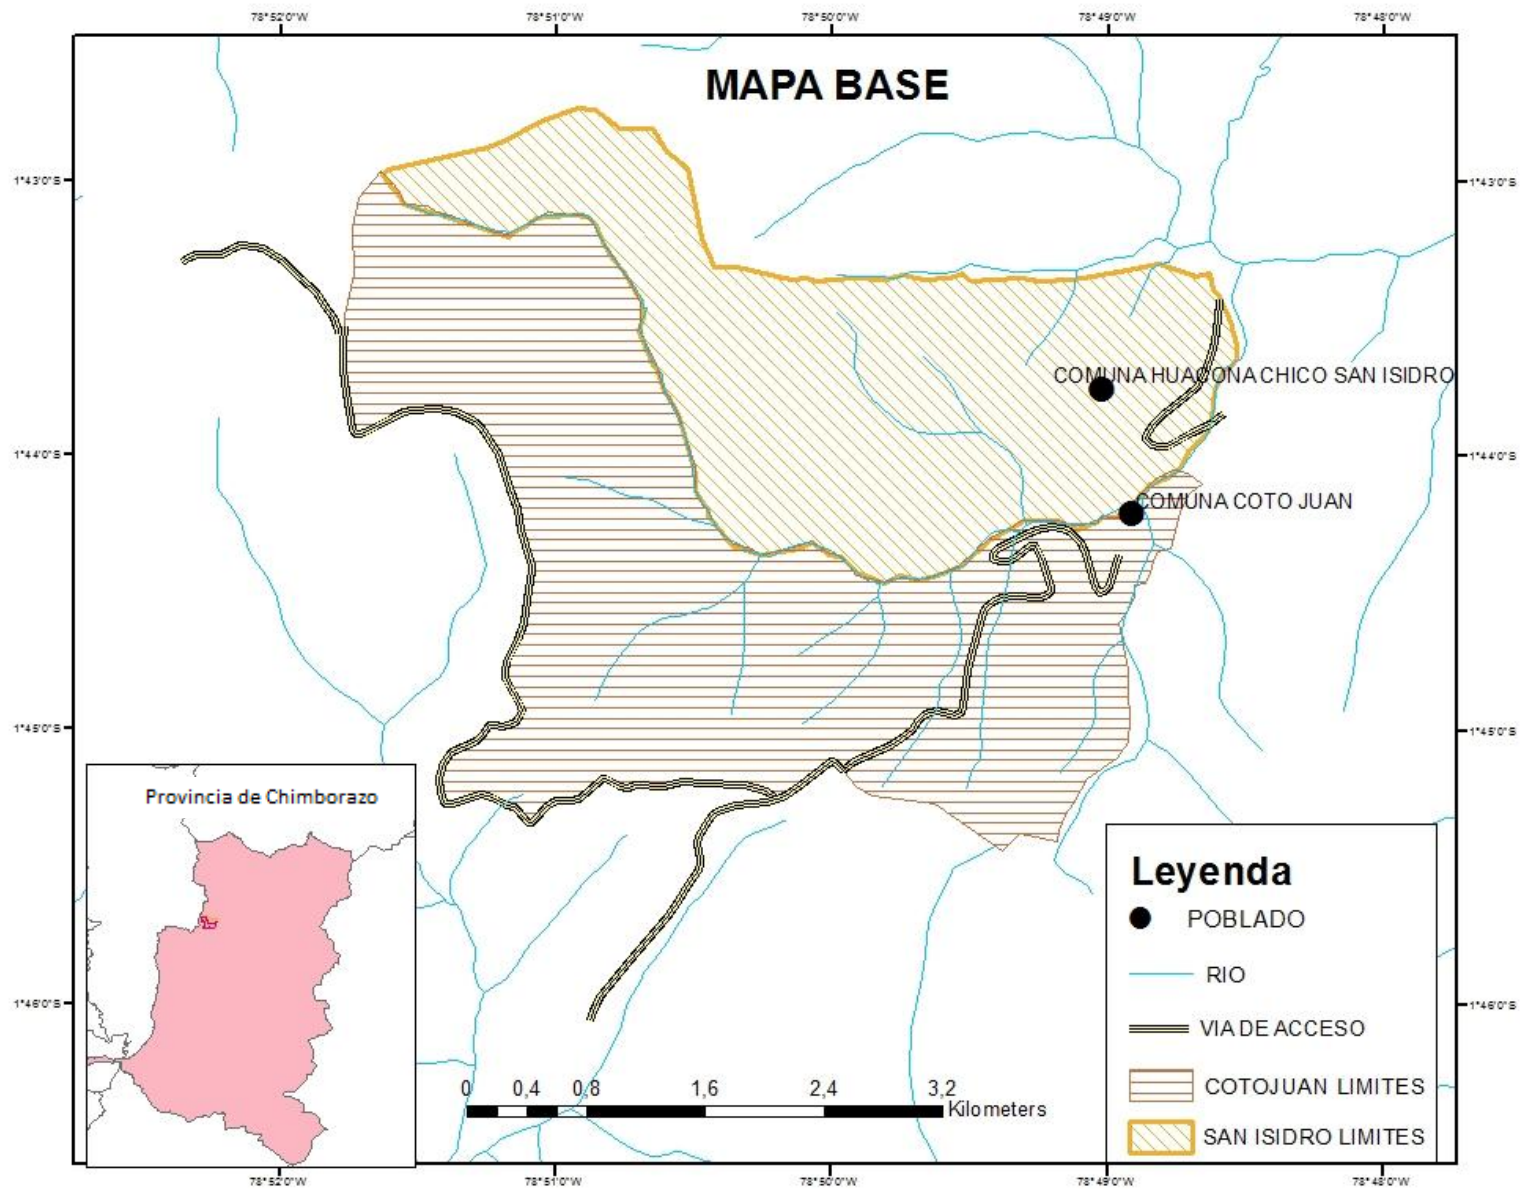 78°52'0"W 78°51'0"W 78°50'0"W 78°49'0"W 78°48'0"W
MAPA BASE
1°43'0"S 1°43'0"S
COMUNA HUACONA CHICO SAN ISIDRO
1°44'0"S 1°44'0"S
COMUNA COTO JUAN
1°45'0"S 1°45'0"S
Provincia de Chimborazo
Leyenda
POBLADO
RIO
1°46'0"S 1°46'0"S
VIA DE ACCESO
0 0,4 0,8 1,6 2,4 3,2
Kilometers
COTOJUAN LIMITES
SAN ISIDRO LIMITES
78°52'0"W 78°51'0"W 78°50'0"W 78°49'0"W 78°48'0"W